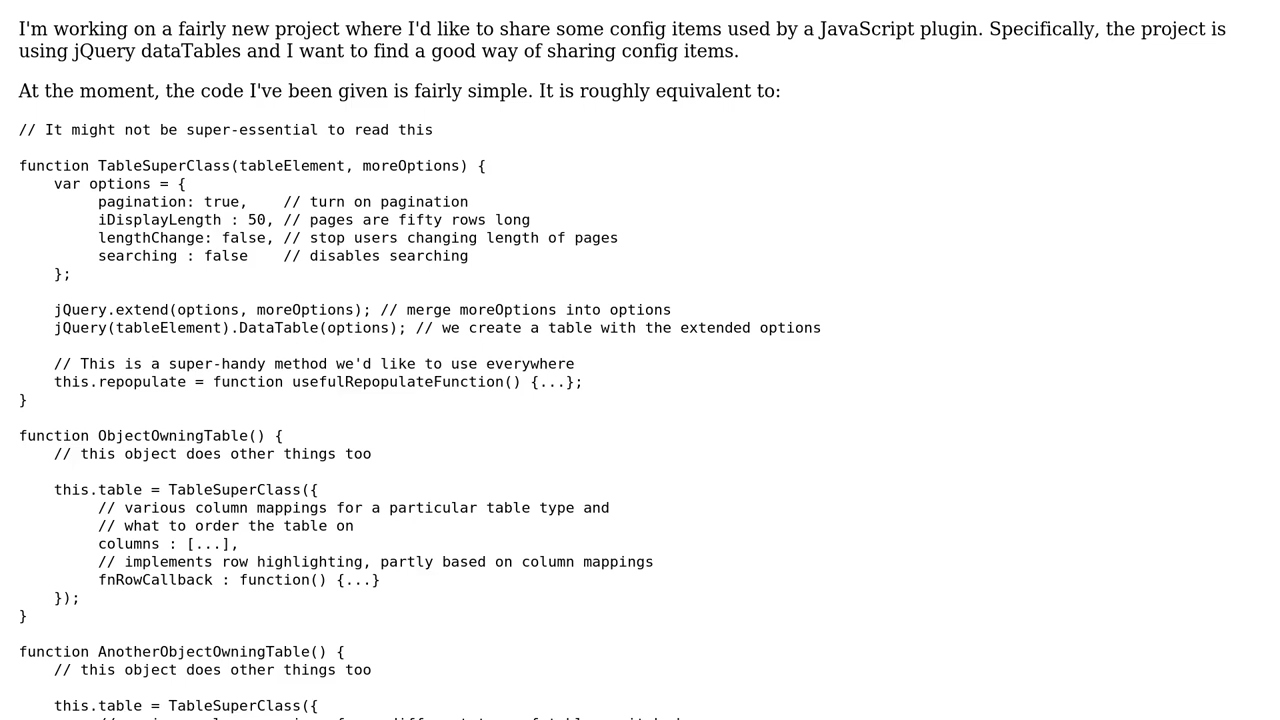 I'm working on a fairly new project where I'd like to share some config items used by a JavaScript plugin. Specifically, the project is
using jQuery dataTables and I want to find a good way of sharing config items.
At the moment, the code I've been given is fairly simple. It is roughly equivalent to:
// It might not be super-essential to read this
function TableSuperClass(tableElement, moreOptions) {
    var options = {
         pagination: true,    // turn on pagination
         iDisplayLength : 50, // pages are fifty rows long
         lengthChange: false, // stop users changing length of pages
         searching : false    // disables searching
    };
    jQuery.extend(options, moreOptions); // merge moreOptions into options
    jQuery(tableElement).DataTable(options); // we create a table with the extended options
    // This is a super-handy method we'd like to use everywhere
    this.repopulate = function usefulRepopulateFunction() {...};
}
function ObjectOwningTable() {
    // this object does other things too
    this.table = TableSuperClass({
         // various column mappings for a particular table type and
         // what to order the table on
         columns : [...],
         // implements row highlighting, partly based on column mappings
         fnRowCallback : function() {...}
    });
}
function AnotherObjectOwningTable() {
    // this object does other things too
    this.table = TableSuperClass({